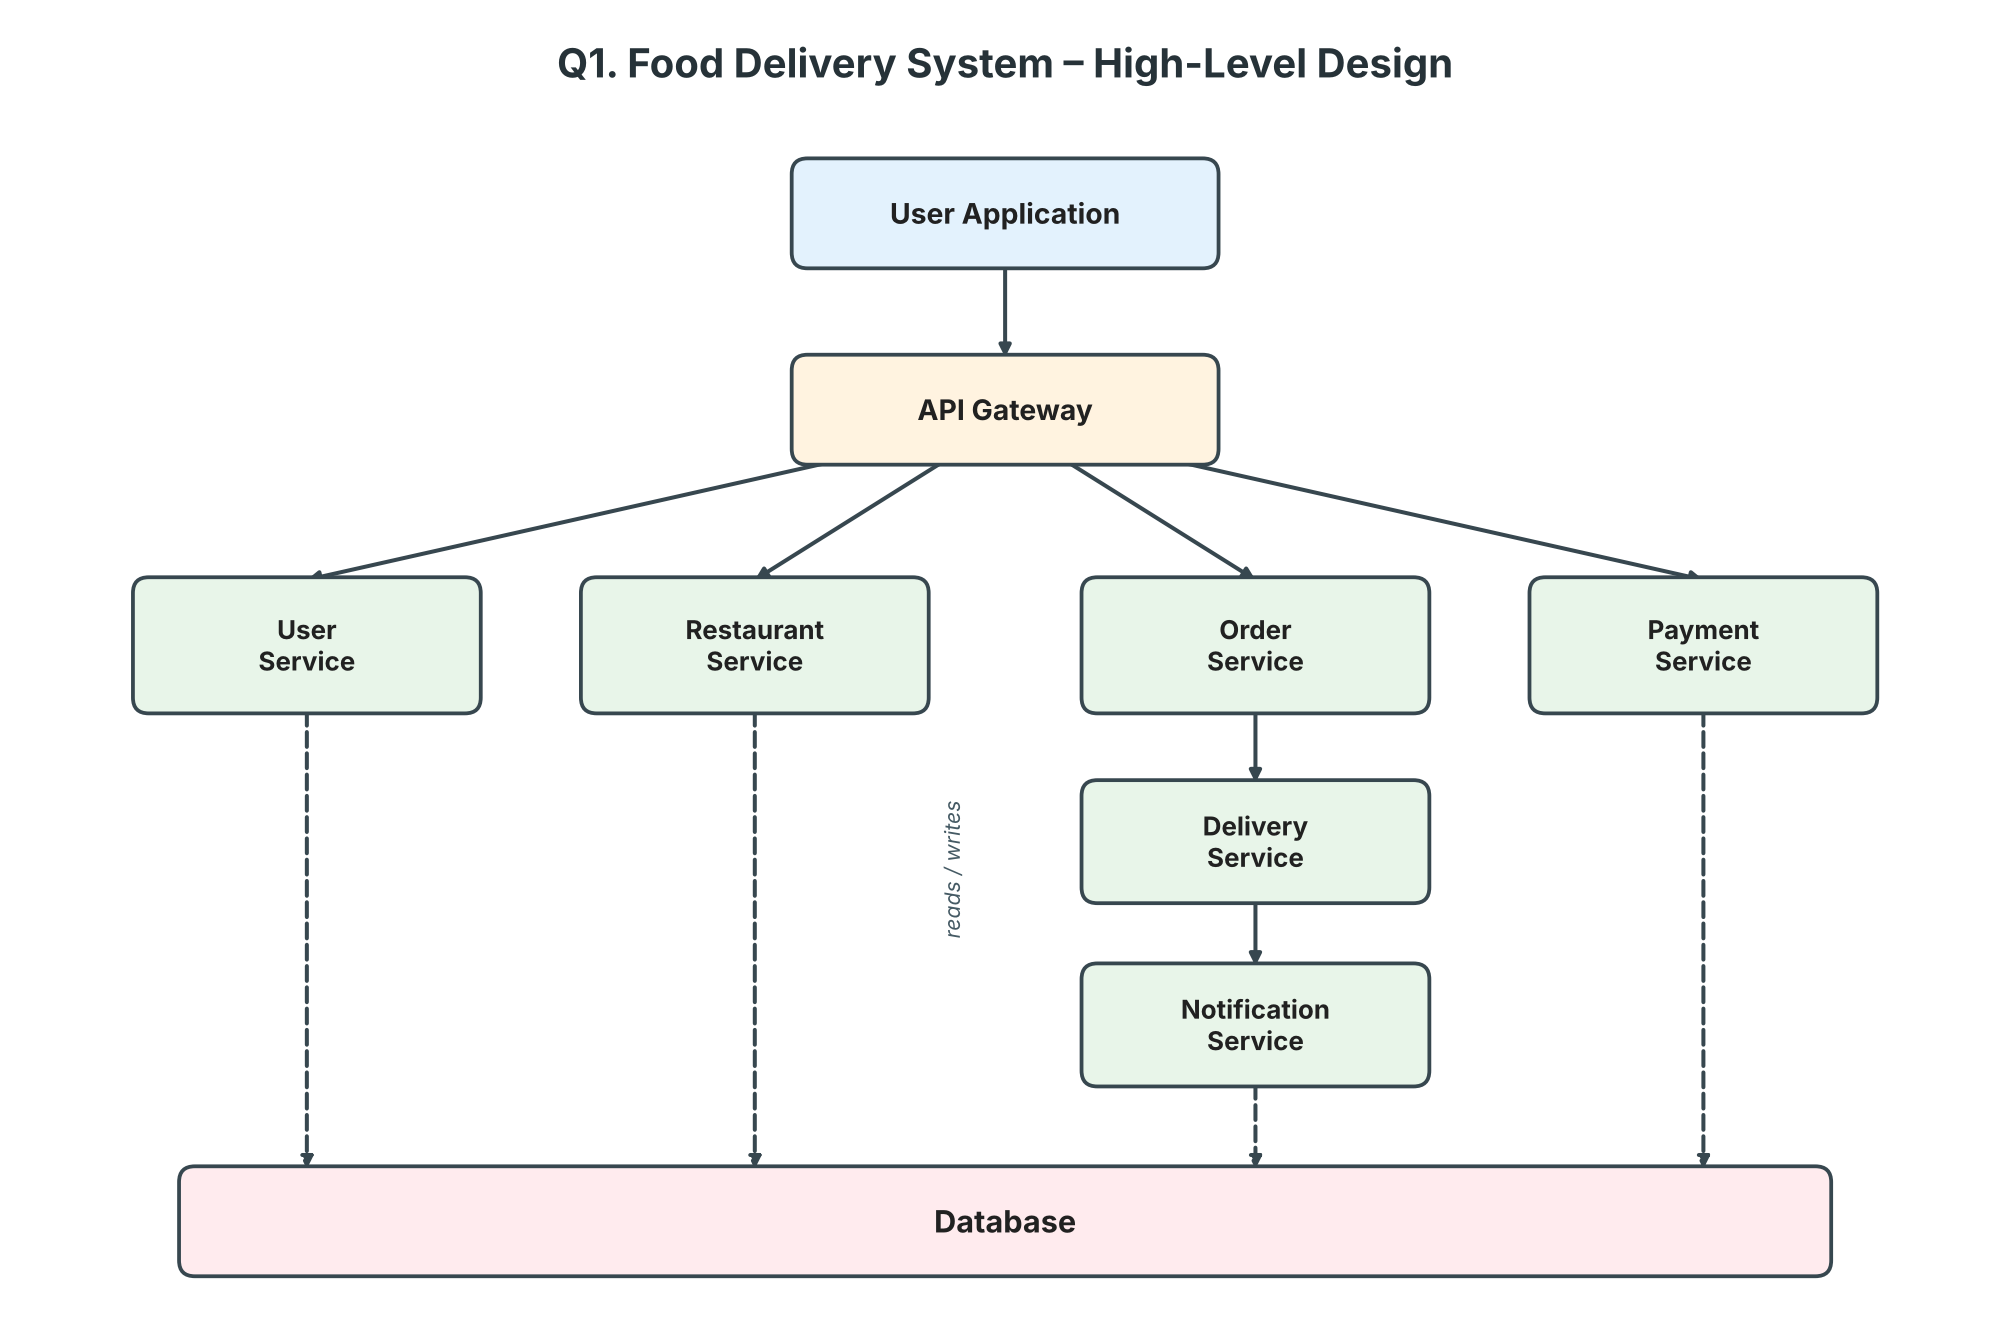 Q1. Food Delivery System – High-Level Design
User Application
API Gateway
User
Service
Restaurant
Service
Order
Service
Payment
Service
Delivery
Service
reads / writes
Notification
Service
Database